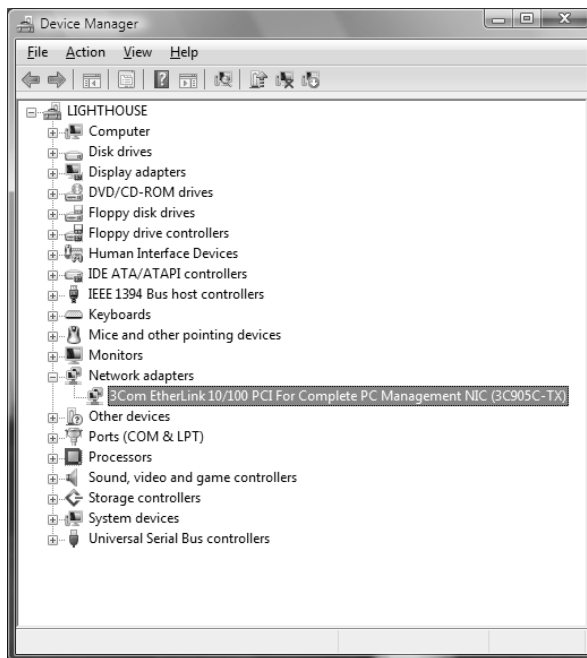 Device Manager
File Action View Help
LIGHTHOUSE
Computer
Disk drives
Display adapters
DVD/CD-ROM drives
Floppy disk drives
Floppy drive controllers
Human Interface Devices
IDE ATA/ATAPI controllers
IEEE 1394 Bus host controllers
Keyboards
Mice and other pointing devices
Monitors
Network adapters
3Com EtherLink 10/100 PCI For Complete PC Management NIC (3C905C-TX)
Other devices
Ports (COM & LPT)
Processors
Sound, video and game controllers
Storage controllers
System devices
Universal Serial Bus controllers